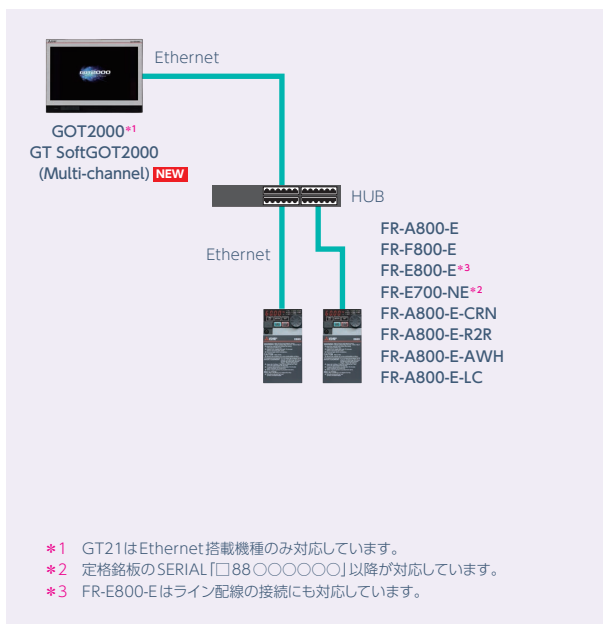 Ethernet
GOT2000
GOT2000*1
GT SoftGOT2000
(Multi-channel) NEW
HUB
Ethernet
FR-A800-E
FR-F800-E
FR-E800-E*3
FR-E700-NE*2
FR-A800-E-CRN
FR-A800-E-R2R
FR-A800-E-AWH
FR-A800-E-LC
*1 GT21はEthernet搭載機種のみ対応しています。
*2 定格銘板のSERIAL「□88○○○○○○」以降が対応しています。
*3 FR-E800-Eはライン配線の接続にも対応しています。